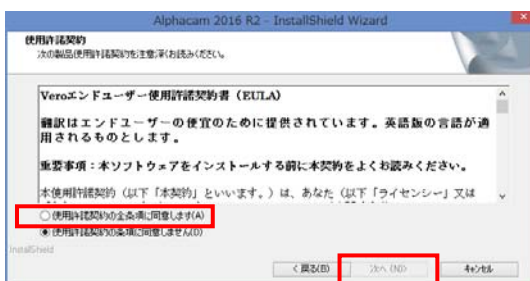 Alphacam 2016 R2 - InstallShield Wizard
使用許諾契約
次の製品使用許諾契約を注意深くお読みください。
Veroエンドユーザー使用許諾契約書（EULA）
翻訳はエンドユーザーの便宜のために提供されています。英語版の言語が適
用されるものとします。
重要事項：本ソフトウェアをインストールする前に本契約をよくお読みください。
本使用許諾契約（以下「本契約」といいます。）は、あなた（以下「ライセンシー」又は
使用許諾契約の全条項に同意します(A)
使用許諾契約の条項に同意しません(D)
InstallShield
< 戻る(B)
次へ (N)>
キャンセル